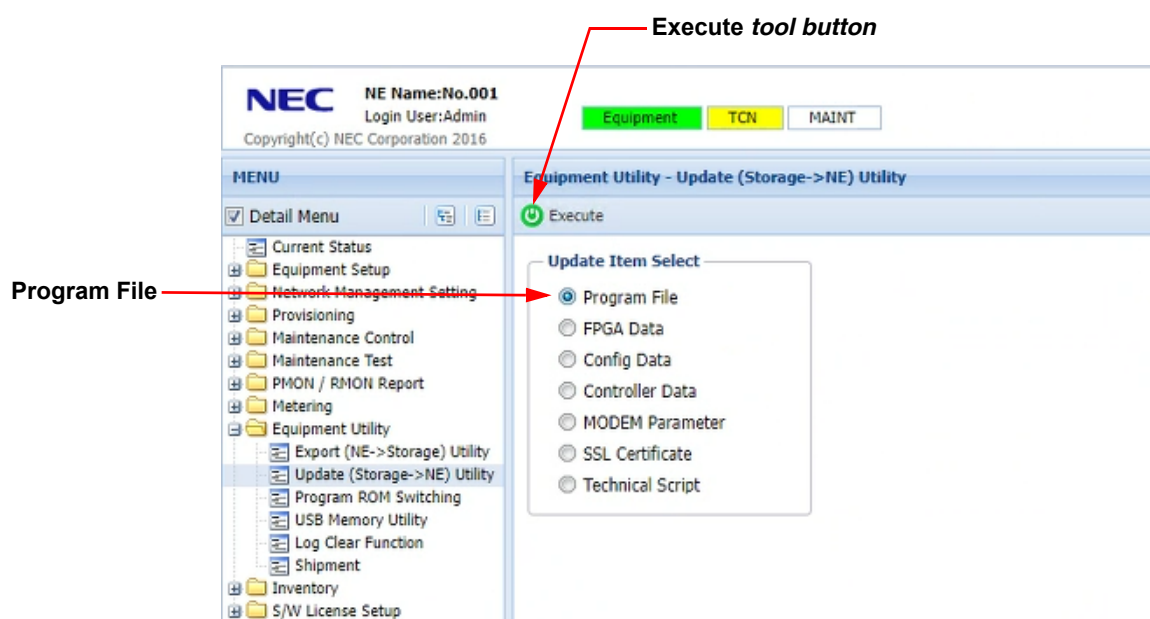 Execute tool button
NEC
NE Name:No.001
Login User:Admin
Copyright(c) NEC Corporation 2016
Equipment
TCN
MAINT
MENU
Detail Menu
Current Status
Equipment Setup
Network Management Setting
Provisioning
Maintenance Control
Maintenance Test
PMON / RMON Report
Metering
Equipment Utility
Export (NE->Storage) Utility
Update (Storage->NE) Utility
Program ROM Switching
USB Memory Utility
Log Clear Function
Shipment
Inventory
S/W License Setup
Program File
Equipment Utility - Update (Storage->NE) Utility
Execute
Update Item Select
Program File
FPGA Data
Config Data
Controller Data
MODEM Parameter
SSL Certificate
Technical Script